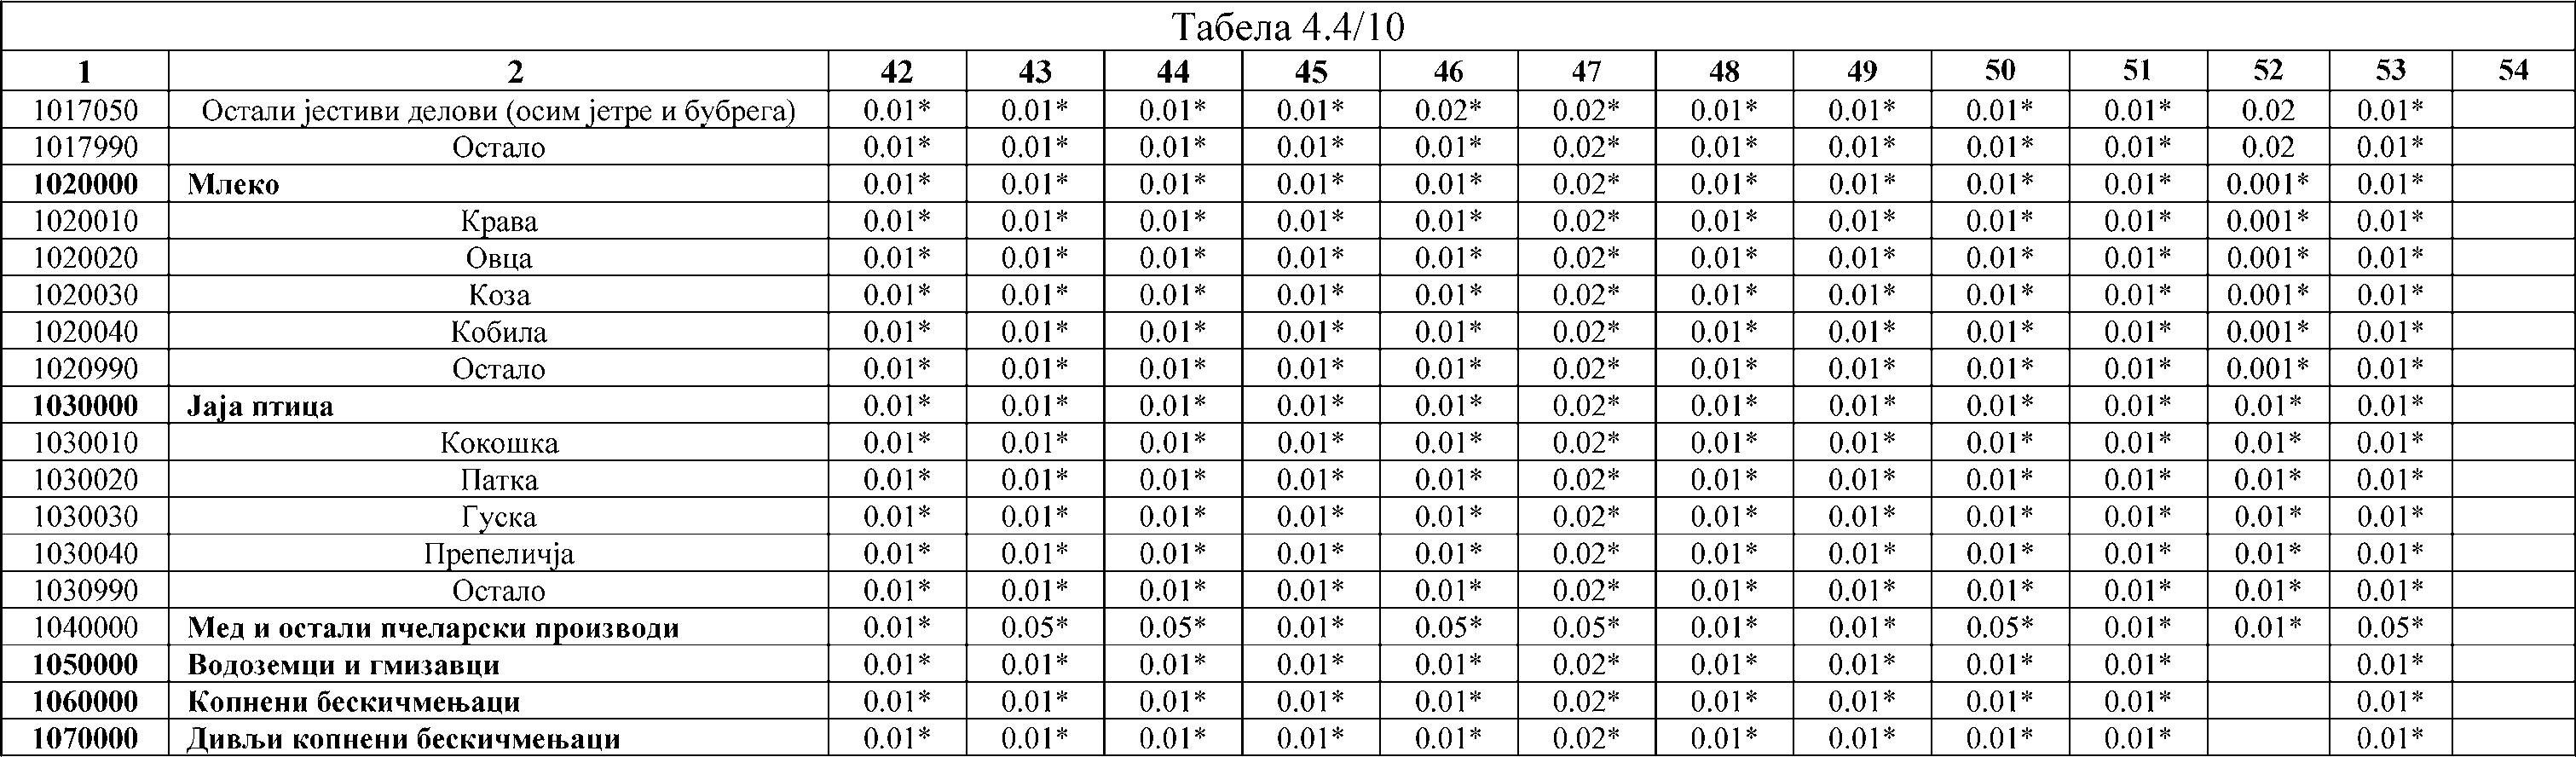 Табела 4.4/10
1 2 42 43 44 45 46 47 48 49 50 51 52 53 54
1017050 Остали јестиви делови (осим јетре и бубрега) 0.01* 0.01* 0.01* 0.01* 0.02* 0.02* 0.01* 0.01* 0.01* 0.01* 0.02 0.01*
1017990 Остало 0.01* 0.01* 0.01* 0.01* 0.01* 0.02* 0.01* 0.01* 0.01* 0.01* 0.02 0.01*
1020000 Млеко 0.01* 0.01* 0.01* 0.01* 0.01* 0.02* 0.01* 0.01* 0.01* 0.01* 0.001* 0.01*
1020010 Крава 0.01* 0.01* 0.01* 0.01* 0.01* 0.02* 0.01* 0.01* 0.01* 0.01* 0.001* 0.01*
1020020 Овца 0.01* 0.01* 0.01* 0.01* 0.01* 0.02* 0.01* 0.01* 0.01* 0.01* 0.001* 0.01*
1020030 Коза 0.01* 0.01* 0.01* 0.01* 0.01* 0.02* 0.01* 0.01* 0.01* 0.01* 0.001* 0.01*
1020040 Кобила 0.01* 0.01* 0.01* 0.01* 0.01* 0.02* 0.01* 0.01* 0.01* 0.01* 0.001* 0.01*
1020990 Остало 0.01* 0.01* 0.01* 0.01* 0.01* 0.02* 0.01* 0.01* 0.01* 0.01* 0.001* 0.01*
1030000 Јаја птица 0.01* 0.01* 0.01* 0.01* 0.01* 0.02* 0.01* 0.01* 0.01* 0.01* 0.01* 0.01*
1030010 Кокошка 0.01* 0.01* 0.01* 0.01* 0.01* 0.02* 0.01* 0.01* 0.01* 0.01* 0.01* 0.01*
1030020 Патка 0.01* 0.01* 0.01* 0.01* 0.01* 0.02* 0.01* 0.01* 0.01* 0.01* 0.01* 0.01*
1030030 Гуска 0.01* 0.01* 0.01* 0.01* 0.01* 0.02* 0.01* 0.01* 0.01* 0.01* 0.01* 0.01*
1030040 Препеличја 0.01* 0.01* 0.01* 0.01* 0.01* 0.02* 0.01* 0.01* 0.01* 0.01* 0.01* 0.01*
1030990 Остало 0.01* 0.01* 0.01* 0.01* 0.01* 0.02* 0.01* 0.01* 0.01* 0.01* 0.01* 0.01*
1040000 Мед и остали пчеларски производи 0.01* 0.05* 0.05* 0.01* 0.05* 0.05* 0.01* 0.01* 0.05* 0.01* 0.01* 0.05*
1050000 Водоземци и гмизавци 0.01* 0.01* 0.01* 0.01* 0.01* 0.02* 0.01* 0.01* 0.01* 0.01* 0.01*
1060000 Копнени бескичмењаци 0.01* 0.01* 0.01* 0.01* 0.01* 0.02* 0.01* 0.01* 0.01* 0.01* 0.01*
1070000 Дивљи копнени бескичмењаци 0.01* 0.01* 0.01* 0.01* 0.01* 0.02* 0.01* 0.01* 0.01* 0.01* 0.01*